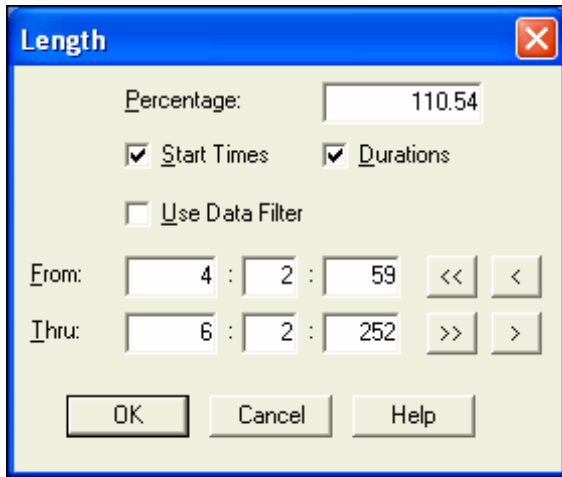 Length
Percentage: 110.54
Start Times Durations
Use Data Filter
From: 4 : 2 : 59 << <
Thru: 6 : 2 : 252 >> >
OK Cancel Help